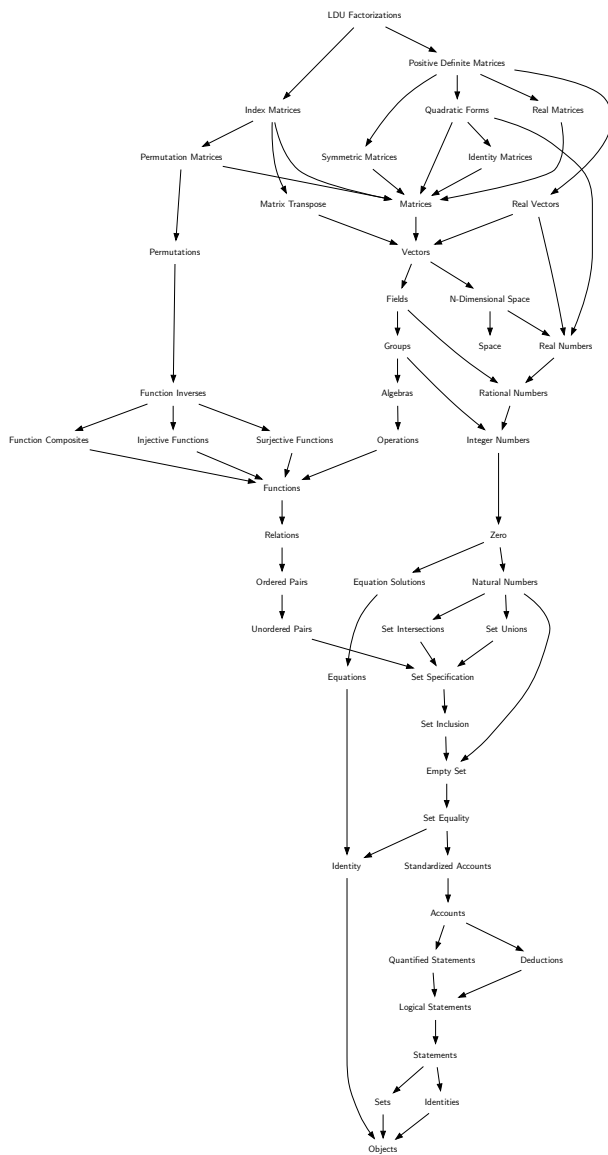 LDU Factorizations
Positive Definite Matrices
Index Matrices
Quadratic Forms
Real Matrices
Permutation Matrices
Symmetric Matrices
Identity Matrices
Matrix Transpose
Matrices
Real Vectors
Permutations
Vectors
Fields
N-Dimensional Space
Groups
Space
Real Numbers
Function Inverses
Algebras
Rational Numbers
Function Composites
Injective Functions
Surjective Functions
Operations
Integer Numbers
Functions
Relations
Zero
Ordered Pairs
Equation Solutions
Natural Numbers
Unordered Pairs
Set Intersections
Set Unions
Equations
Set Specification
Set Inclusion
Empty Set
Set Equality
Identity
Standardized Accounts
Accounts
Quantified Statements
Deductions
Logical Statements
Statements
Sets
Identities
Objects